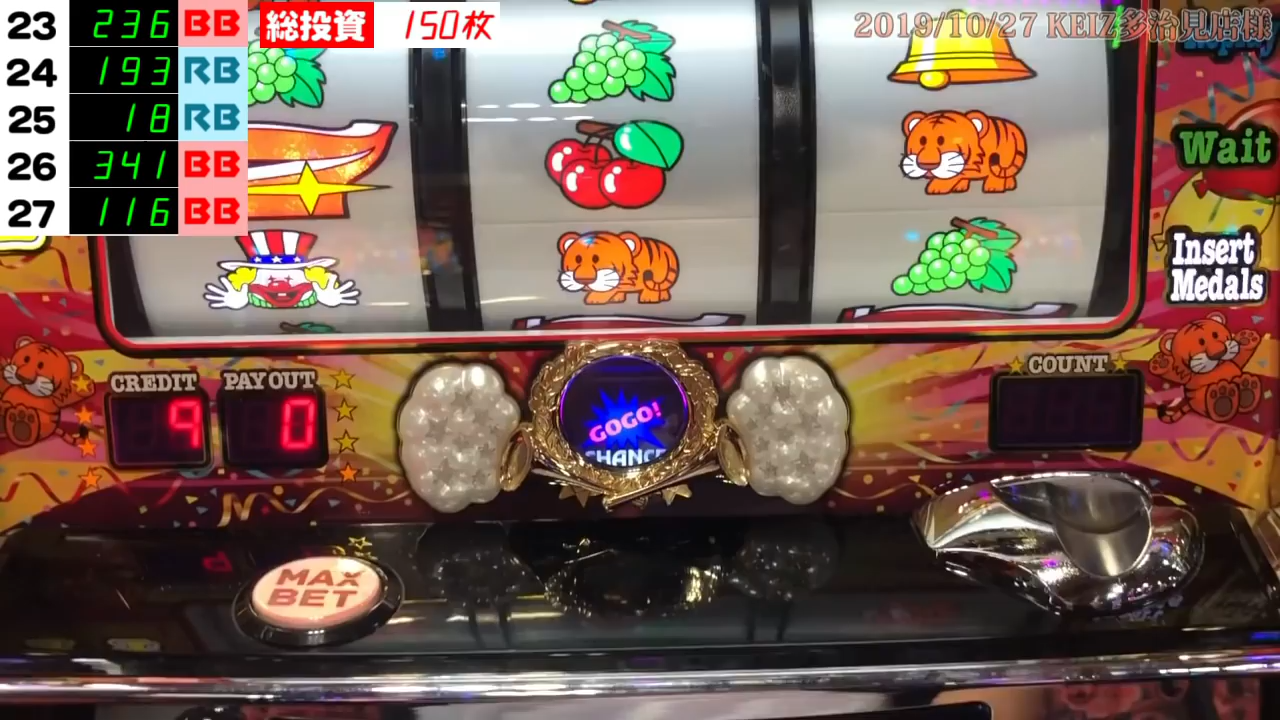 23 236 BB
24 193 RB
25 18 RB
26 341 BB
27 116 BB
総投資 150枚
2019/10/27 KEIZ多治見店様
Replay
Wait
Insert
Medals
CREDIT
9
PAY OUT
0
GOGO!
CHANCE
COUNT
MAX
BET